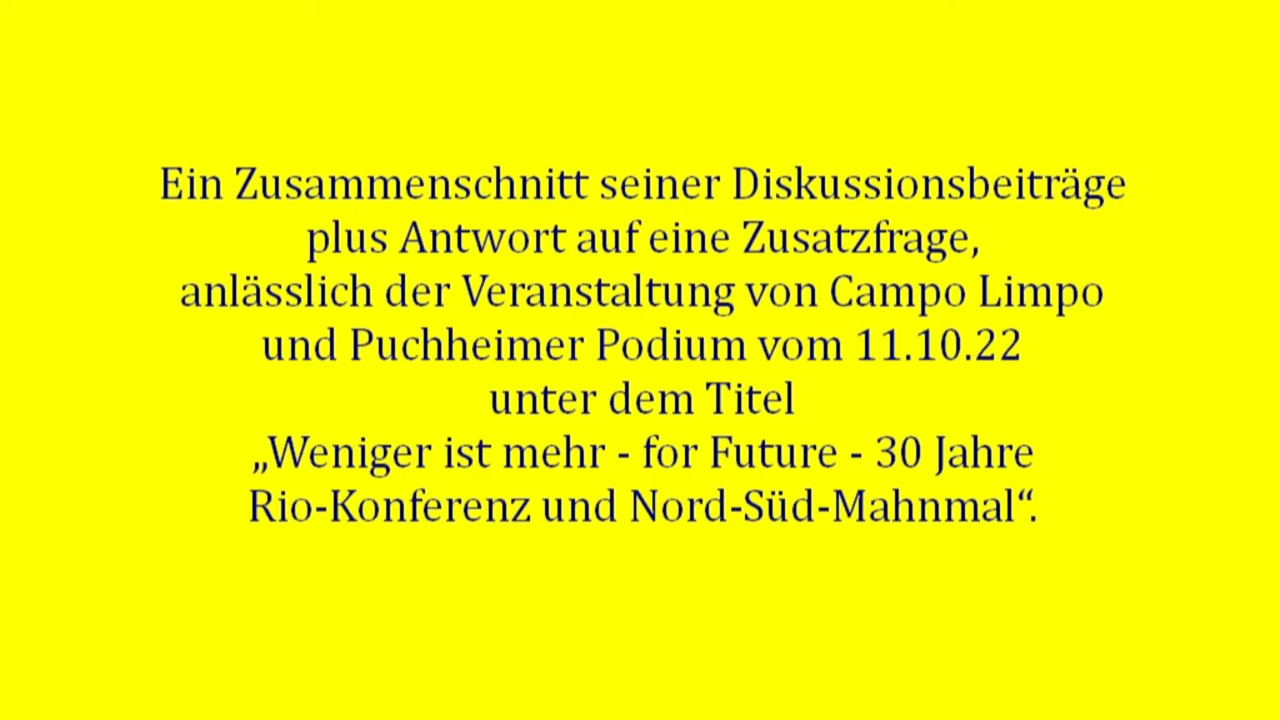 Ein Zusammenschnitt seiner Diskussionsbeiträge
plus Antwort auf eine Zusatzfrage,
anlässlich der Veranstaltung von Campo Limpo
und Puchheimer Podium vom 11.10.22
unter dem Titel
„Weniger ist mehr - for Future - 30 Jahre
Rio-Konferenz und Nord-Süd-Mahnmal“.